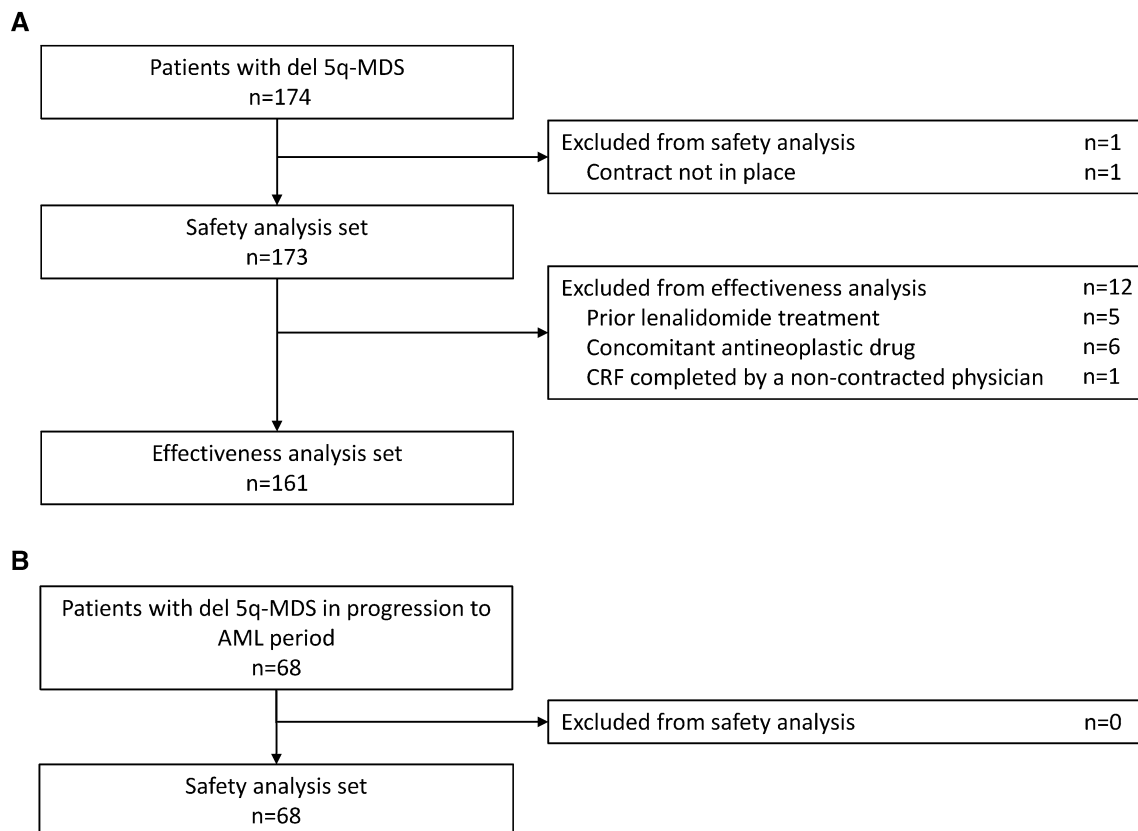 A
Patients with del 5q-MDS
n=174
Excluded from safety analysis n=1
Contract not in place n=1
Safety analysis set
n=173
Excluded from effectiveness analysis n=12
Prior lenalidomide treatment n=5
Concomitant antineoplastic drug n=6
CRF completed by a non-contracted physician n=1
Effectiveness analysis set
n=161
B
Patients with del 5q-MDS in progression to
AML period
n=68
Excluded from safety analysis n=0
Safety analysis set
n=68